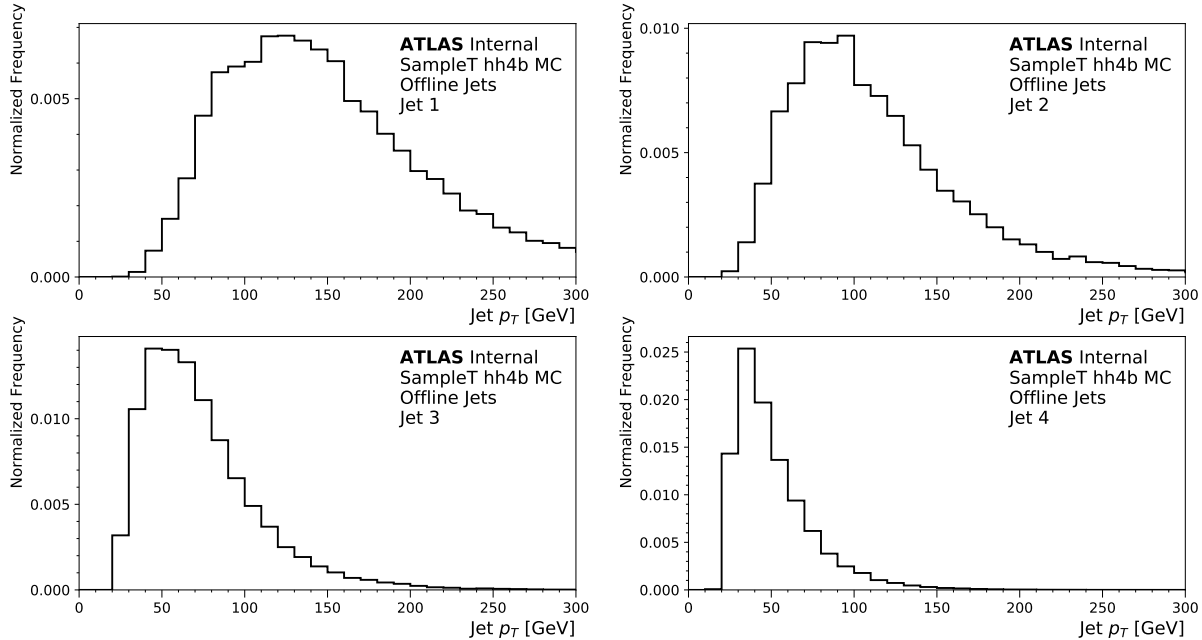 Normalized Frequency
0.005
0.000
ATLAS Internal
SampleT hh4b MC
Offline Jets
Jet 1
0 50 100 150 200 250 300
Jet p_T [GeV]
Normalized Frequency
0.010
0.005
0.000
ATLAS Internal
SampleT hh4b MC
Offline Jets
Jet 2
0 50 100 150 200 250 300
Jet p_T [GeV]
Normalized Frequency
0.010
0.005
0.000
ATLAS Internal
SampleT hh4b MC
Offline Jets
Jet 3
0 50 100 150 200 250 300
Jet p_T [GeV]
Normalized Frequency
0.025
0.020
0.015
0.010
0.005
0.000
ATLAS Internal
SampleT hh4b MC
Offline Jets
Jet 4
0 50 100 150 200 250 300
Jet p_T [GeV]